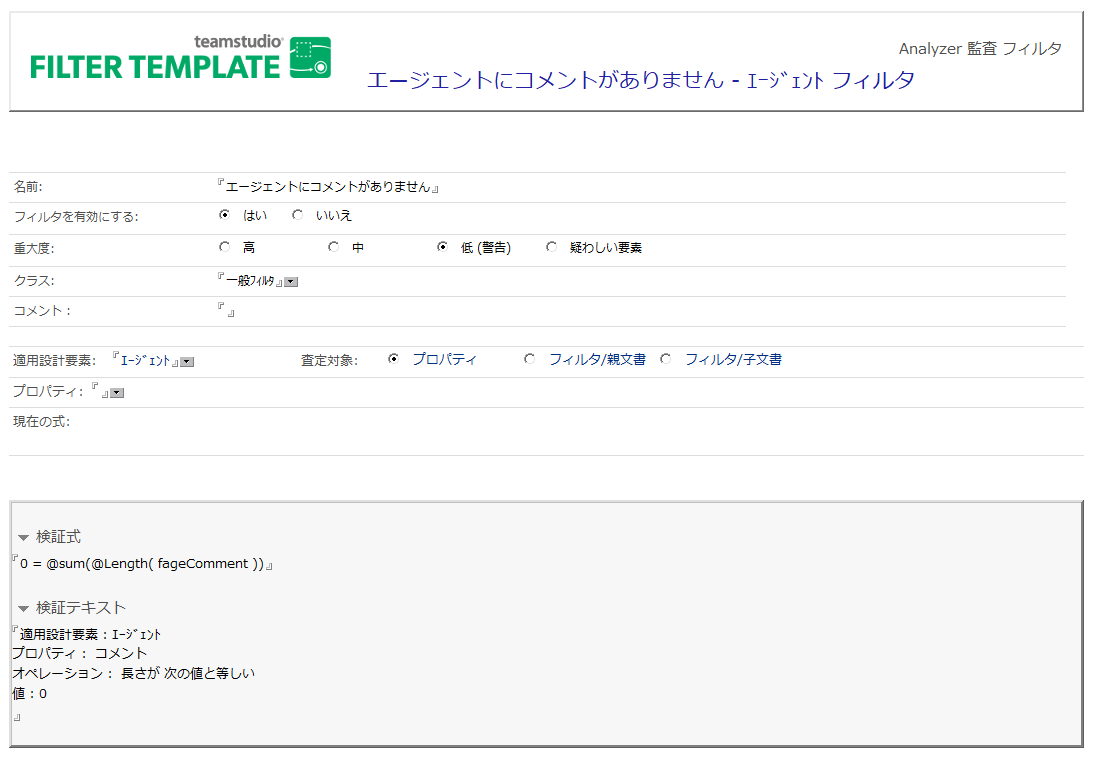 teamstudio®
FILTER TEMPLATE
Analyzer 監査 フィルタ
エージェントにコメントがありません - ｴｰｼﾞｪﾝﾄ フィルタ
名前: 『エージェントにコメントがありません』
フィルタを有効にする: はい いいえ
重大度: 高 中 低 (警告) 疑わしい要素
クラス: 『一般ﾌｨﾙﾀ』
コメント : 『 』
適用設計要素: 『ｴｰｼﾞｪﾝﾄ』 査定対象: プロパティ フィルタ/親文書 フィルタ/子文書
プロパティ: 『 』
現在の式:
検証式
『0 = @sum(@Length( fageComment ))』
検証テキスト
『適用設計要素 : ｴｰｼﾞｪﾝﾄ
プロパティ : コメント
オペレーション : 長さが 次の値と等しい
値 : 0
』